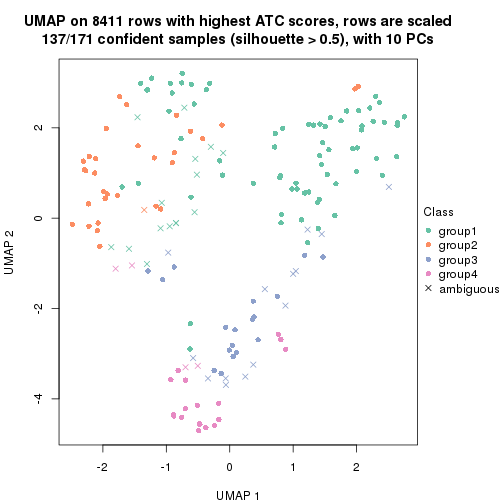 UMAP on 8411 rows with highest ATC scores, rows are scaled
137/171 confident samples (silhouette > 0.5), with 10 PCs
2
0
-2
-4
UMAP 2
-2
-1
0
1
2
UMAP 1
Class
group1
group2
group3
group4
ambiguous